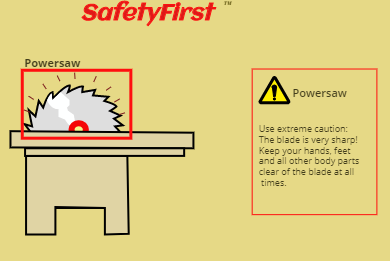 SafetyFIrst ™
Powersaw
Powersaw
Use extreme caution:
The blade is very sharp!
Keep your hands, feet
and all other body parts
clear of the blade at all
times.